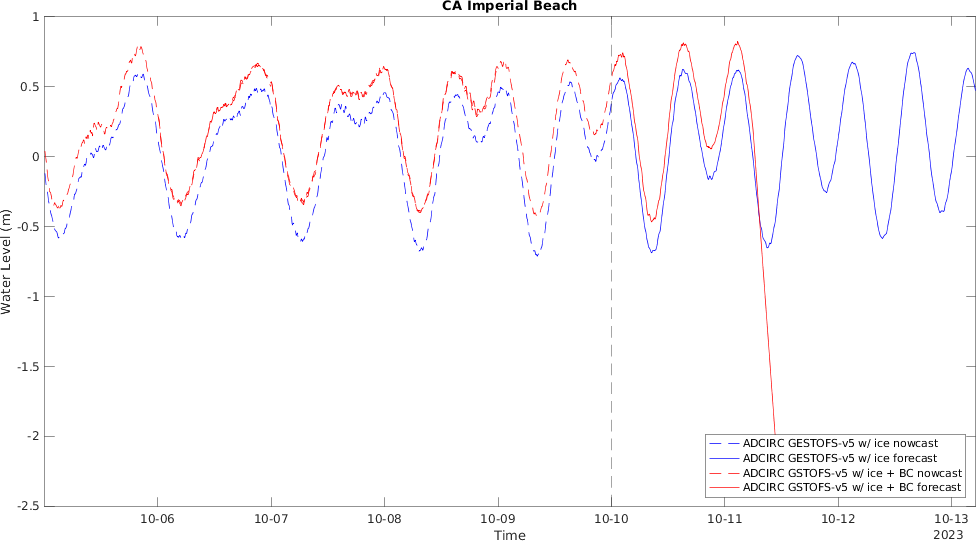 CA Imperial Beach
1
0.5
0
-0.5
-1
-1.5
-2
-2.5
Water Level (m)
ADCIRC GESTOFS-v5 w/ ice nowcast
ADCIRC GESTOFS-v5 w/ ice forecast
ADCIRC GSTOFS-v5 w/ ice + BC nowcast
ADCIRC GSTOFS-v5 w/ ice + BC forecast
10-06 10-07 10-08 10-09 10-10 10-11 10-12 10-13
Time 2023